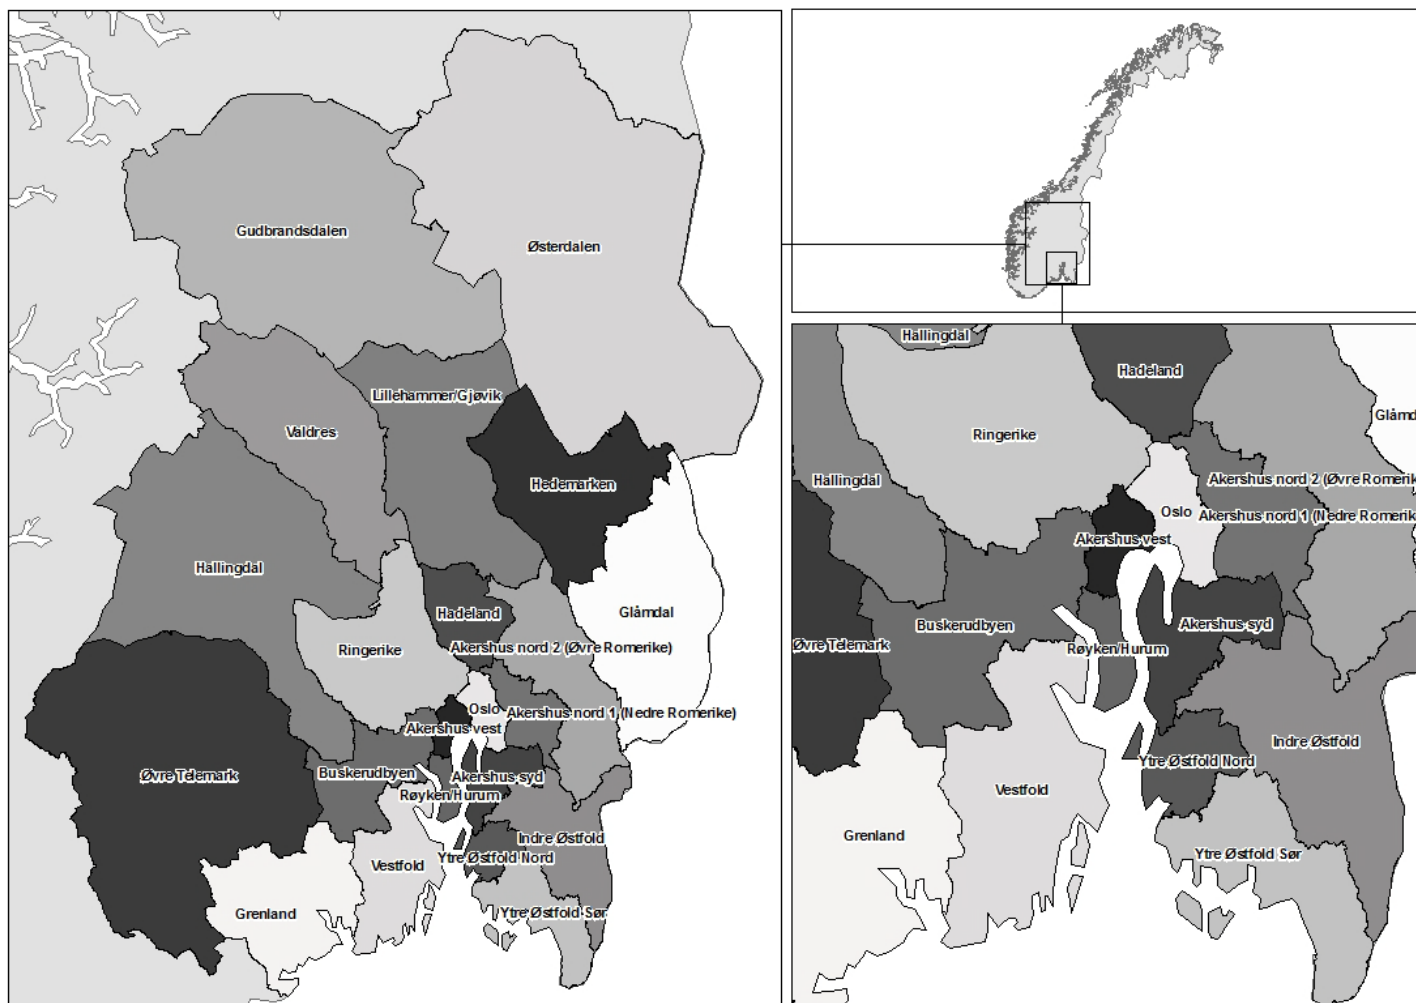 Gudbrandsdalen
Østerdalen
Lillehammer/Gjøvik
Valdres
Hedemarken
Hallingdal
Hadeland
Glåmdal
Ringerike
Akershus nord 2 (Øvre Romerike)
Oslo
Akershus nord 1 (Nedre Romerike)
Akershus vest
Øvre Telemark
Buskerudbyen
Akershus syd
Røyken/Hurum
Indre Østfold
Vestfold
Ytre Østfold Nord
Grenland
Ytre Østfold Sør
Hallingdal
Hadeland
Glåmd
Ringerike
Hallingdal
Akershus nord 2 (Øvre Romerik
Oslo
Akershus nord 1 (Nedre Romerik
Akershus vest
Buskerudbyen
Akershus syd
Øvre Telemark
Røyken/Hurum
Indre Østfold
Ytre Østfold Nord
Vestfold
Grenland
Ytre Østfold Sør